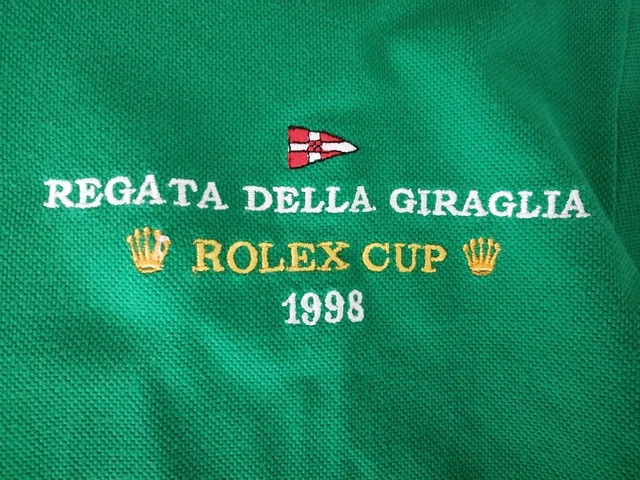 REGATA DELLA GIRAGLIA
ROLEX CUP
1998